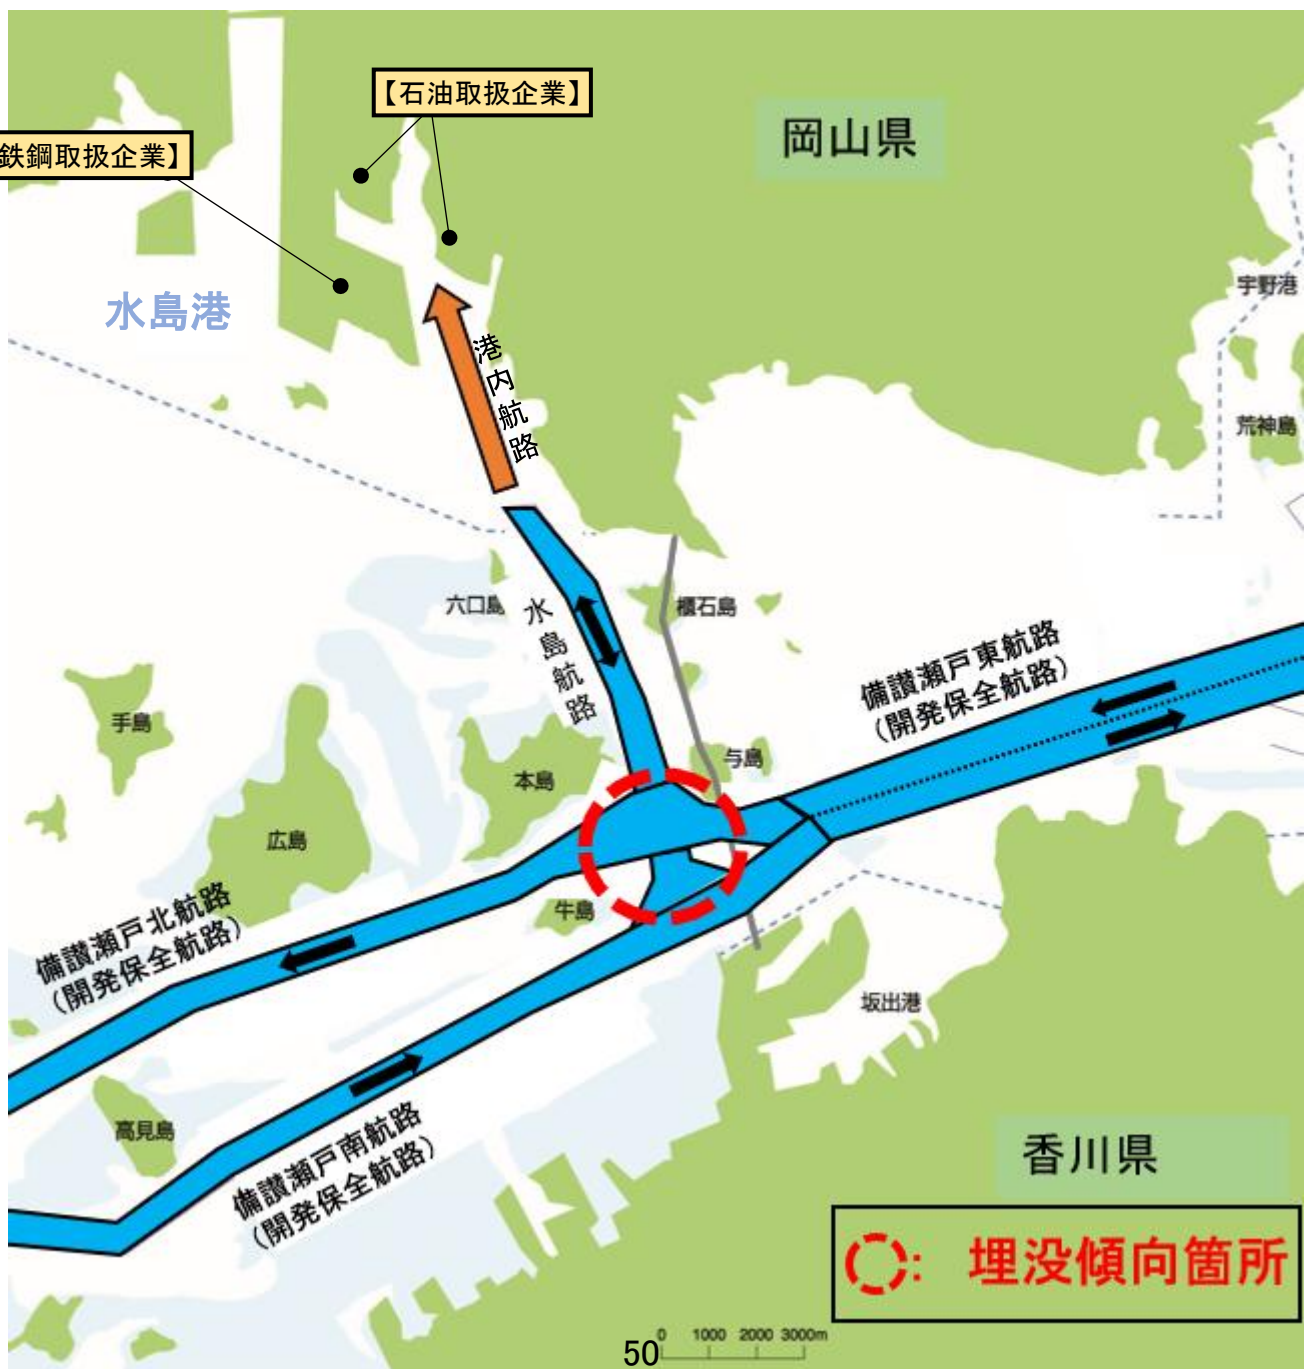 【石油取扱企業】
岡山県
鉄鋼取扱企業】
水島港
宇野港
港内航路
荒神島
六口島
水島航路
櫃石島
備讃瀬戸東航路
（開発保全航路）
手島
与島
本島
広島
牛島
備讃瀬戸北航路
（開発保全航路）
坂出港
高見島
備讃瀬戸南航路
（開発保全航路）
香川県
：埋没傾向箇所
0 1000 2000 3000m
50